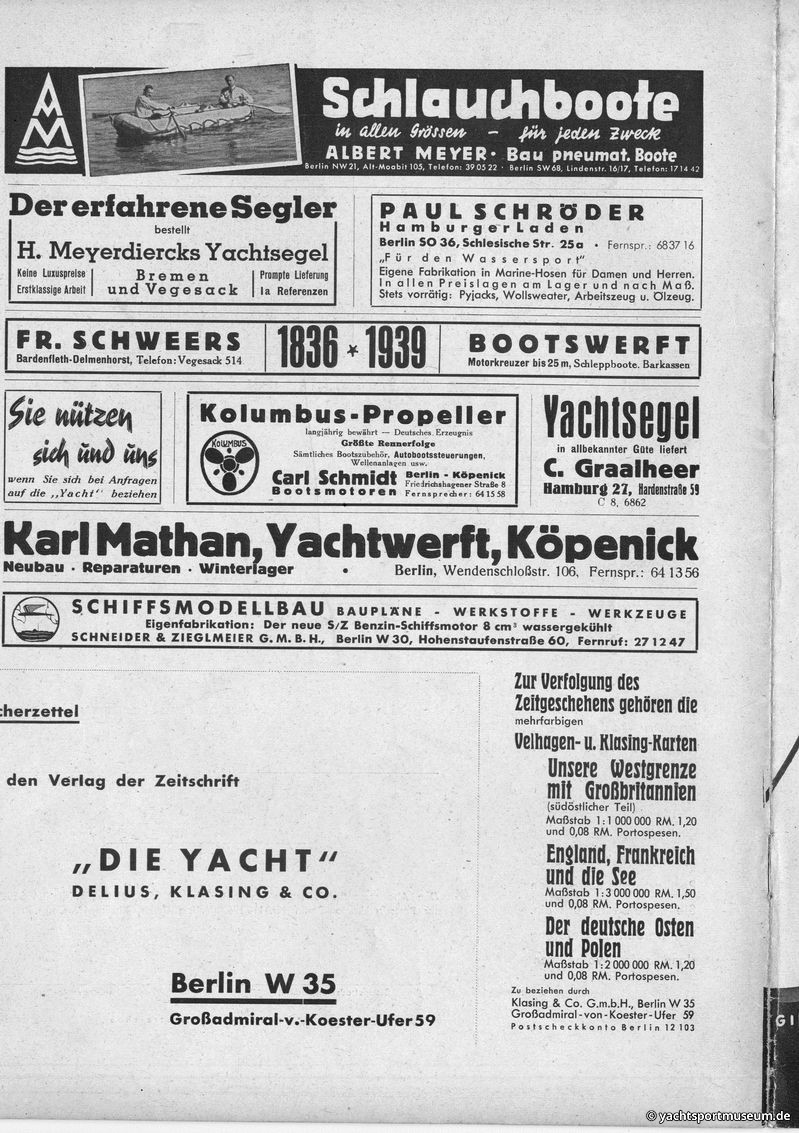 AM
Schlauchboote
in allen Grössen – für jeden Zweck
ALBERT MEYER · Bau pneumat. Boote
Berlin NW 21, Alt-Moabit 105, Telefon: 39 05 22 · Berlin SW 68, Lindenstr. 16/17, Telefon: 17 14 42
Der erfahrene Segler
bestellt
H. Meyerdiercks Yachtsegel
Keine Luxuspreise
Erstklassige Arbeit
Bremen
und Vegesack
Prompte Lieferung
Ia Referenzen
PAUL SCHRÖDER
Hamburger Laden
Berlin SO 36, Schlesische Str. 25a • Fernspr.: 68 37 16
„Für den Wassersport"
Eigene Fabrikation in Marine-Hosen für Damen und Herren.
In allen Preislagen am Lager und nach Maß.
Stets vorrätig: Pyjacks, Wollsweater, Arbeitszeug u. Ölzeug.
FR. SCHWEERS
Bardenfleth-Delmenhorst, Telefon: Vegesack 514
1836 ★ 1939
BOOTSWERFT
Motorkreuzer bis 25 m, Schleppboote. Barkassen
Sie nützen
sich und uns
wenn Sie sich bei Anfragen
auf die „Yacht" beziehen
Kolumbus-Propeller
langjährig bewährt — Deutsches Erzeugnis
Größte Rennerfolge
Sämtliches Bootszubehör, Autobootssteuerungen,
Wellenanlagen usw.
KOLUMBUS
Carl Schmidt
Bootsmotoren
Berlin - Köpenick
Friedrichshagener Straße 8
Fernsprecher: 64 15 58
Yachtsegel
in allbekannter Güte liefert
C. Graalheer
Hamburg 27, Hardenstraße 59
C 8, 6862
Karl Mathan, Yachtwerft, Köpenick
Neubau · Reparaturen · Winterlager • Berlin, Wendenschloßstr. 106, Fernspr.: 64 13 56
SCHIFFSMODELLBAU BAUPLÄNE - WERKSTOFFE - WERKZEUGE
Eigenfabrikation: Der neue S/Z Benzin-Schiffsmotor 8 cm³ wassergekühlt
SCHNEIDER & ZIEGLMEIER G. M. B. H., Berlin W 30, Hohenstaufenstraße 60, Fernruf: 27 12 47
cherzettel
den Verlag der Zeitschrift
„DIE YACHT"
DELIUS, KLASING & CO.
Berlin W 35
Großadmiral-v.-Koester-Ufer 59
Zur Verfolgung des
Zeitgeschehens gehören die
mehrfarbigen
Velhagen- u. Klasing-Karten
Unsere Westgrenze
mit Großbritannien
(südöstlicher Teil)
Maßstab 1:1 000 000 RM. 1,20
und 0,08 RM. Portospesen.
England, Frankreich
und die See
Maßstab 1:3 000 000 RM. 1,50
und 0,08 RM. Portospesen.
Der deutsche Osten
und Polen
Maßstab 1:2 000 000 RM. 1,20
und 0,08 RM. Portospesen.
Zu beziehen durch
Klasing & Co. G.m.b.H., Berlin W 35
Großadmiral-von-Koester-Ufer 59
Postscheckkonto Berlin 12 103
GI
© yachtsportmuseum.de